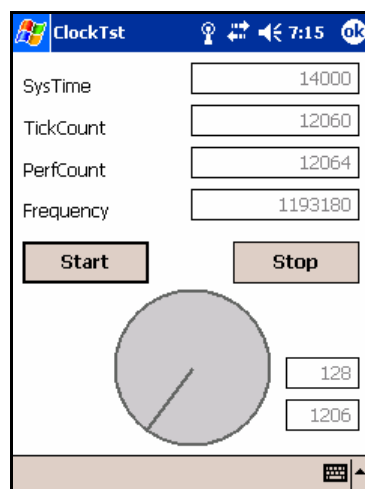 ClockTst 7:15 ok
SysTime 14000
TickCount 12060
PerfCount 12064
Frequency 1193180
Start Stop
128
1206